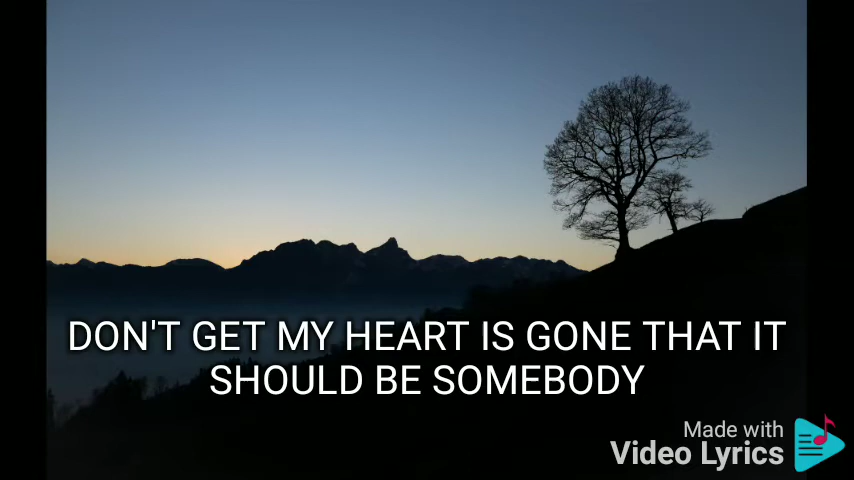 DON'T GET MY HEART IS GONE THAT IT
SHOULD BE SOMEBODY
Made with
Video Lyrics